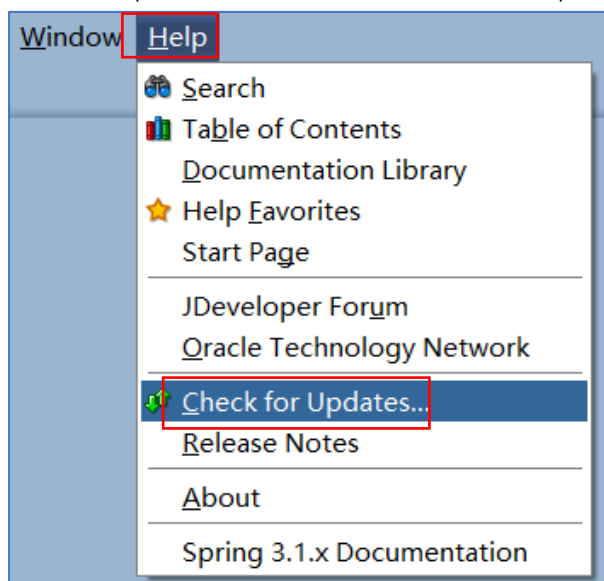 Window Help
Search
Table of Contents
Documentation Library
Help Favorites
Start Page
JDeveloper Forum
Oracle Technology Network
Check for Updates...
Release Notes
About
Spring 3.1.x Documentation